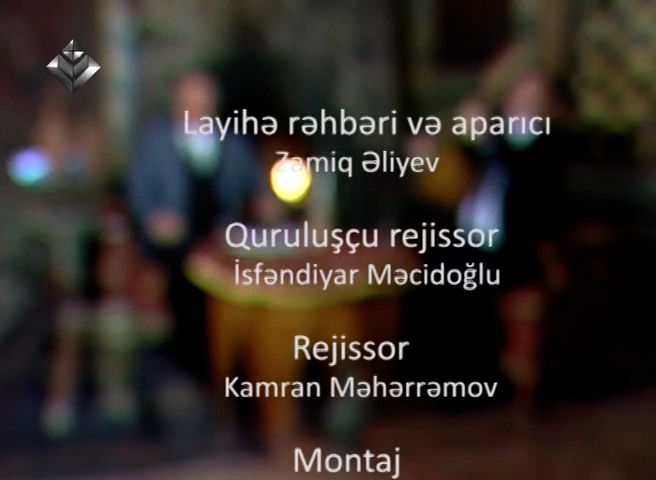 Layihə rəhbəri və aparıcı
Zamiq Əliyev
Quruluşçu rejissor
İsfəndiyar Məcidoğlu
Rejissor
Kamran Məhərrəmov
Montaj